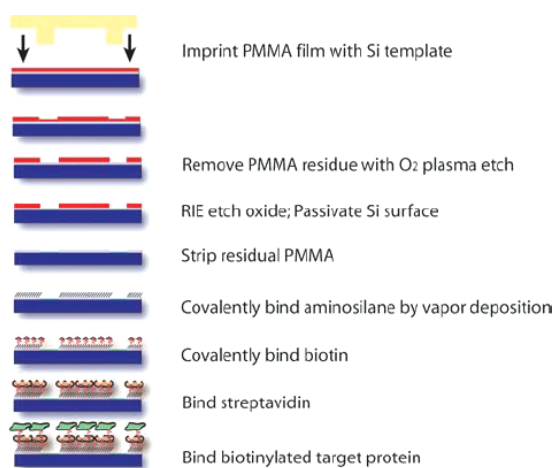 Imprint PMMA film with Si template
Remove PMMA residue with O2 plasma etch
RIE etch oxide; Passivate Si surface
Strip residual PMMA
Covalently bind aminosilane by vapor deposition
Covalently bind biotin
Bind streptavidin
Bind biotinylated target protein